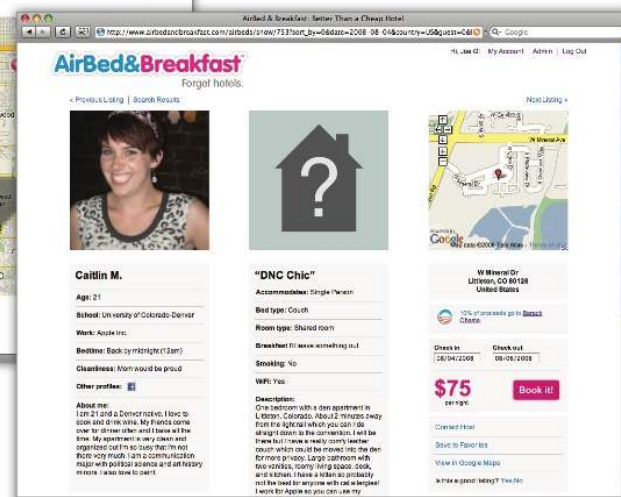 AirBed & Breakfast: Better Than a Cheap Hotel
http://www.airbedandbreakfast.com/airbeds/show/753?sort_by=0&date=2008-08-04&country=US&guest=0&
Google
Hi, Joe G! My Account Admin | Log Out
AirBed&Breakfast
Forget hotels.
« Previous Listing | Search Results
Next Listing »
?
W Mineral Ave
Google
Caitlin M.
Age: 21
School: University of Colorado-Denver
Work: Apple Inc.
Bedtime: Back by midnight (12am)
Cleanliness: Mom would be proud
Other profiles:
About me:
I am 21 and a Denver native. I love to
cook and drink wine. My friends come
over for dinner often and I bake all the
time. My apartment is very clean and
organized but I'm so busy that I'm not
there very much. I am a communication
major with political science and art history
minors. I also love to paint.
"DNC Chic"
Accommodates: Single Person
Bed type: Couch
Room type: Shared room
Breakfast I'll leave something out
Smoking: No
WiFi: Yes
Description:
One bedroom with a den apartment in
Littleton, Colorado. About 2 minutes away
from the light rail which you can ride
straight down to the convention. I will be
there but I have a really comfy leather
couch which could be moved into the den
for more privacy. Large bathroom with
two vanities, roomy living space, deck,
and kitchen. I have a kitten so probably
not the best for anyone with cat allergies!
I work for Apple so you can use my
W Mineral Dr
Littleton, CO 80128
United States
10% of proceeds go to Barack
Obama
Check in
Check out
08/04/2008
08/06/2008
$75
per night
Book it!
Contact Host
Save to Favorites
View in Google Maps
Is this a good listing? Yes No